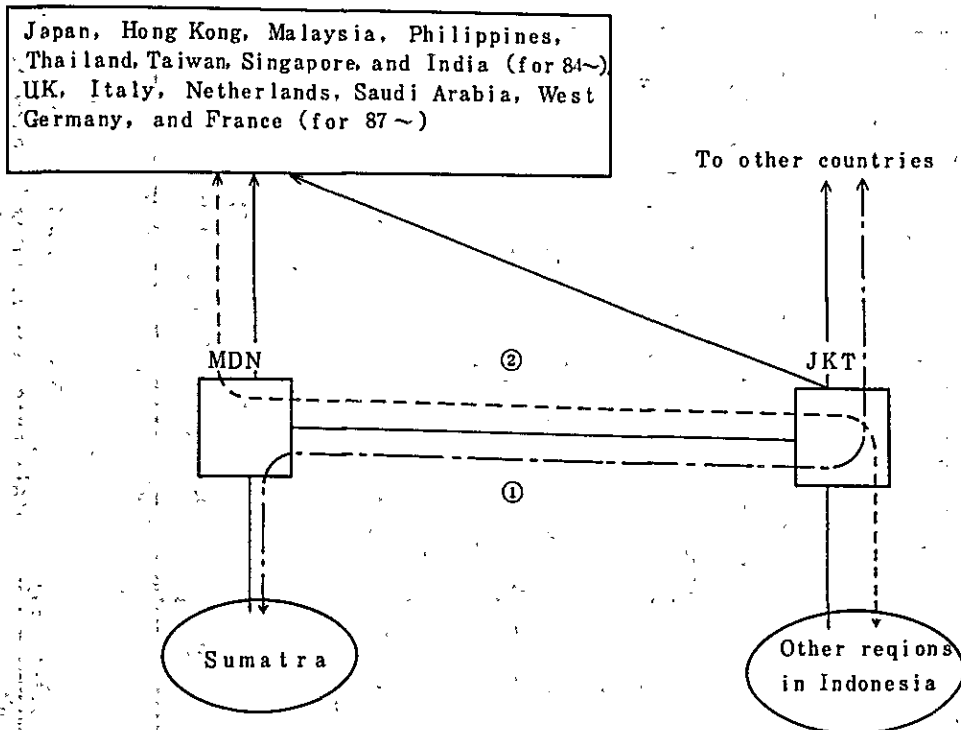 Japan, Hong Kong, Malaysia, Philippines,
Thailand, Taiwan, Singapore, and India (for 84~)
UK, Italy, Netherlands, Saudi Arabia, West
Germany, and France (for 87~)
To other countries
MDN
②
JKT
①
Sumatra
Other reqions
in Indonesia